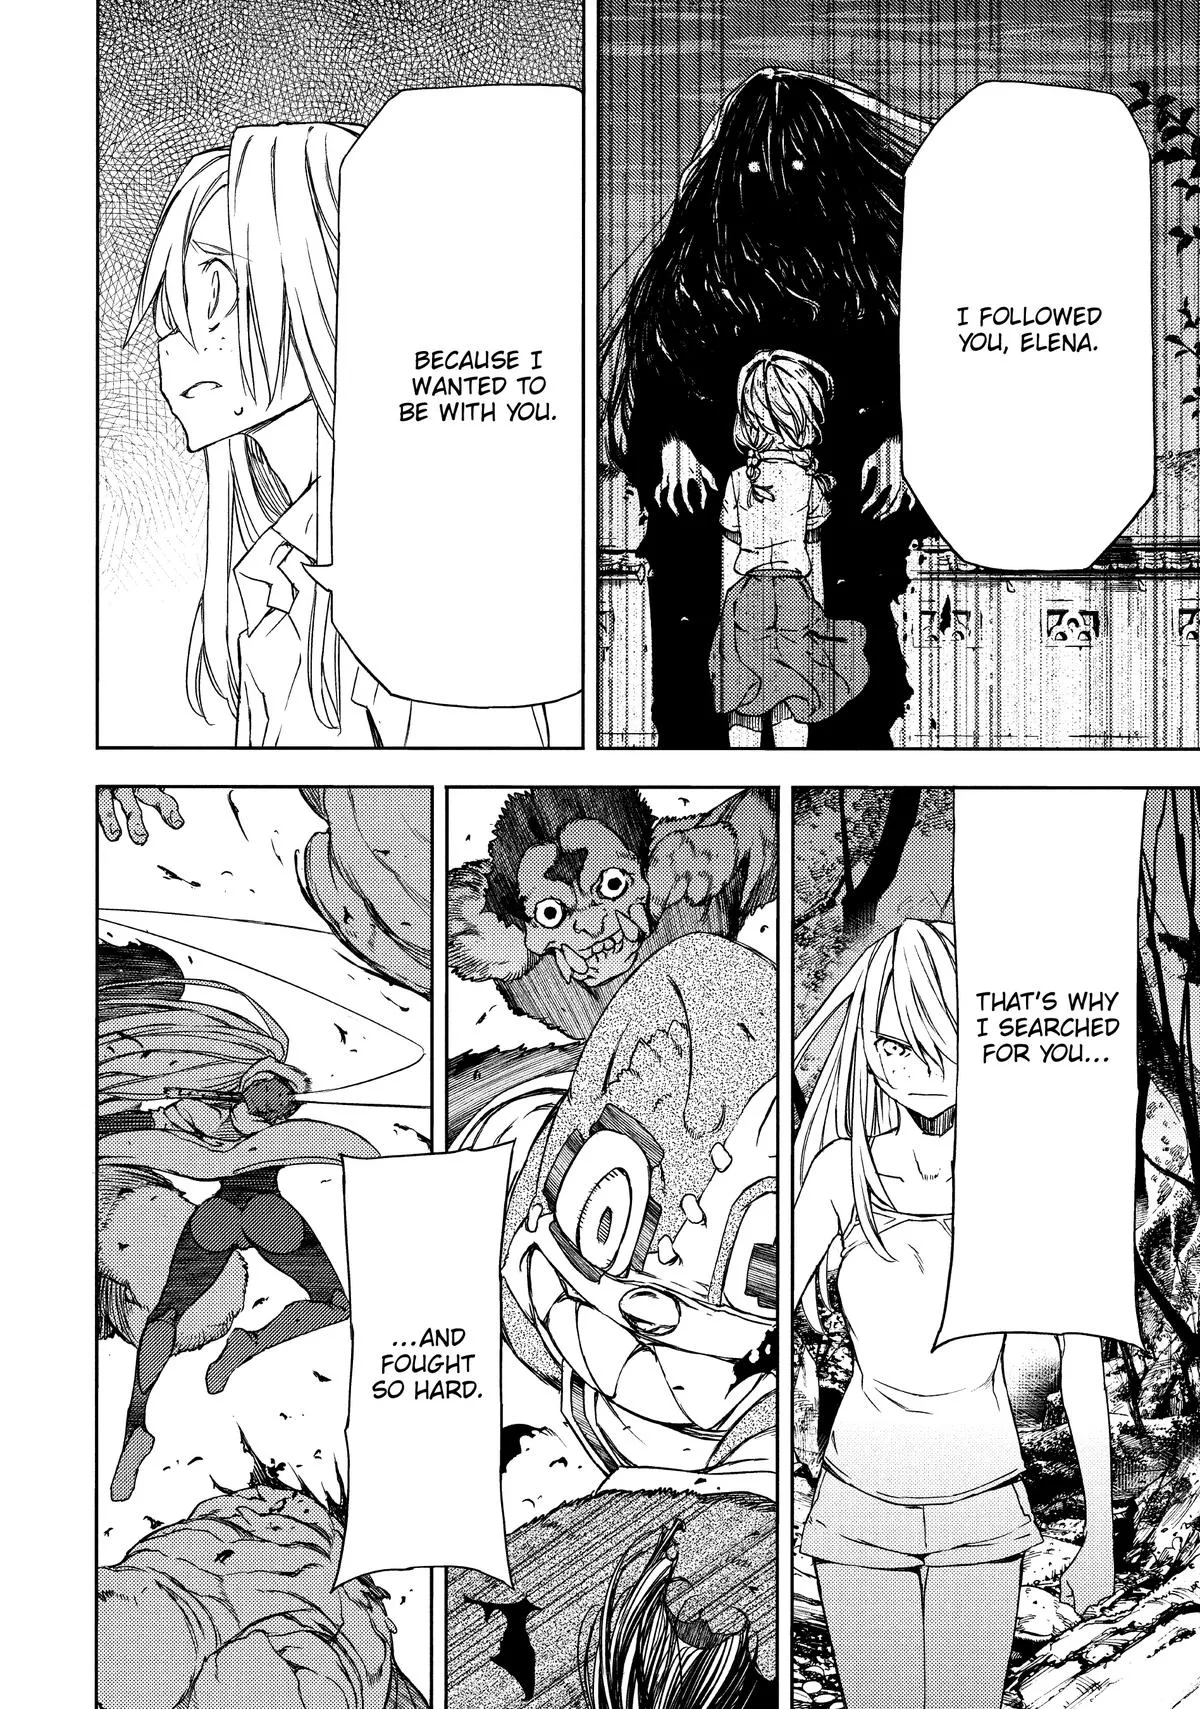 I FOLLOWED
YOU, ELENA.
BECAUSE I
WANTED TO
BE WITH YOU.
THAT'S WHY
I SEARCHED
FOR YOU...
...AND
FOUGHT
SO HARD.